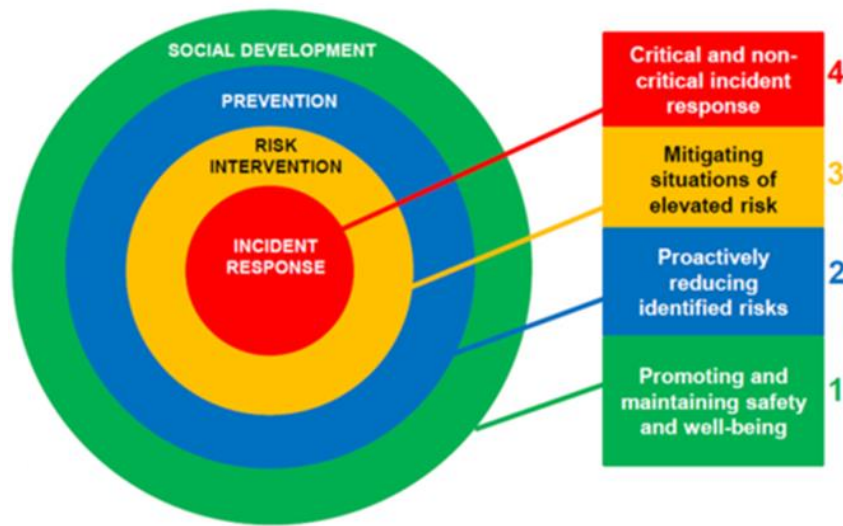 SOCIAL DEVELOPMENT
PREVENTION
RISK
INTERVENTION
INCIDENT
RESPONSE
Critical and non-
critical incident
response
4
Mitigating
situations of
elevated risk
3
Proactively
reducing
identified risks
2
Promoting and
maintaining safety
and well-being
1